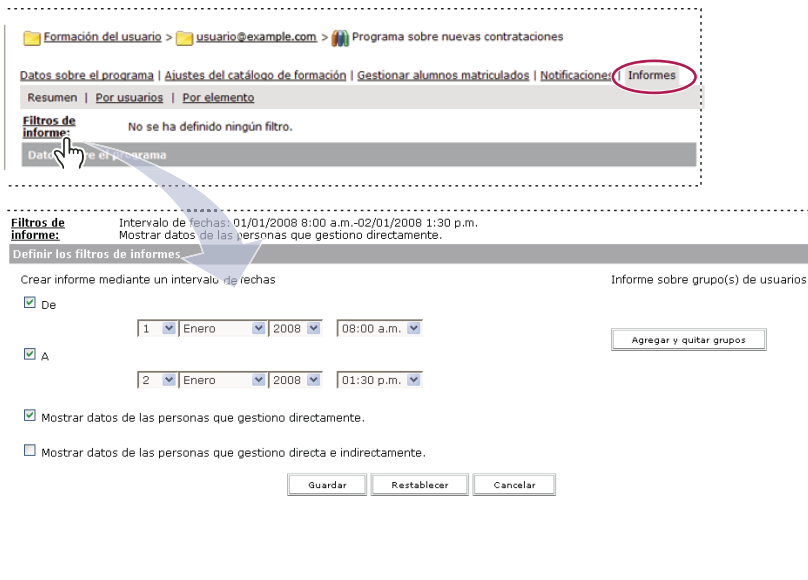 Formación del usuario > usuario@example.com > Programa sobre nuevas contrataciones
Datos sobre el programa | Ajustes del catálogo de formación | Gestionar alumnos matriculados | Notificaciones | Informes
Resumen | Por usuarios | Por elemento
Filtros de informe: No se ha definido ningún filtro.
Datos sobre el programa
Filtros de informe: Intervalo de fechas: 01/01/2008 8:00 a.m.-02/01/2008 1:30 p.m.
Mostrar datos de las personas que gestiono directamente.
Definir los filtros de informes
Crear informe mediante un intervalo de fechas
Informe sobre grupo(s) de usuarios
De
1 Enero 2008 08:00 a.m.
Agregar y quitar grupos
A
2 Enero 2008 01:30 p.m.
Mostrar datos de las personas que gestiono directamente.
Mostrar datos de las personas que gestiono directa e indirectamente.
Guardar Restablecer Cancelar